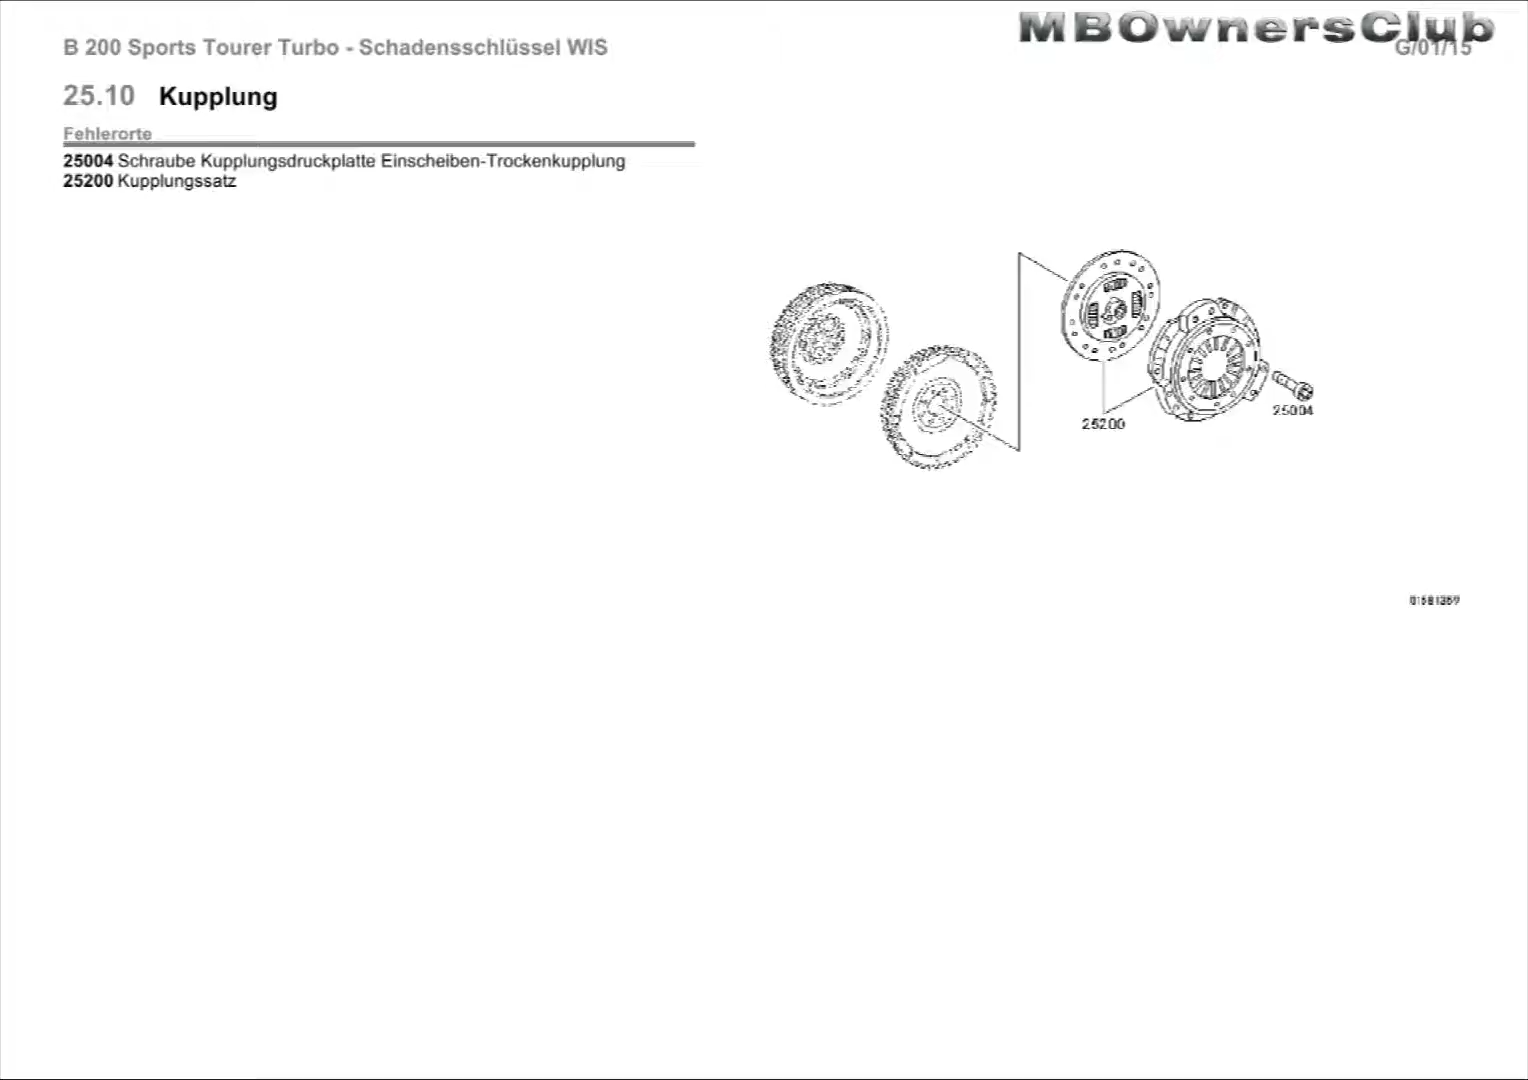 MBOwnersClub
B 200 Sports Tourer Turbo - Schadensschlüssel WIS
G/01/15
25.10 Kupplung
Fehlerorte
25004 Schraube Kupplungsdruckplatte Einscheiben-Trockenkupplung
25200 Kupplungssatz
25200
25004